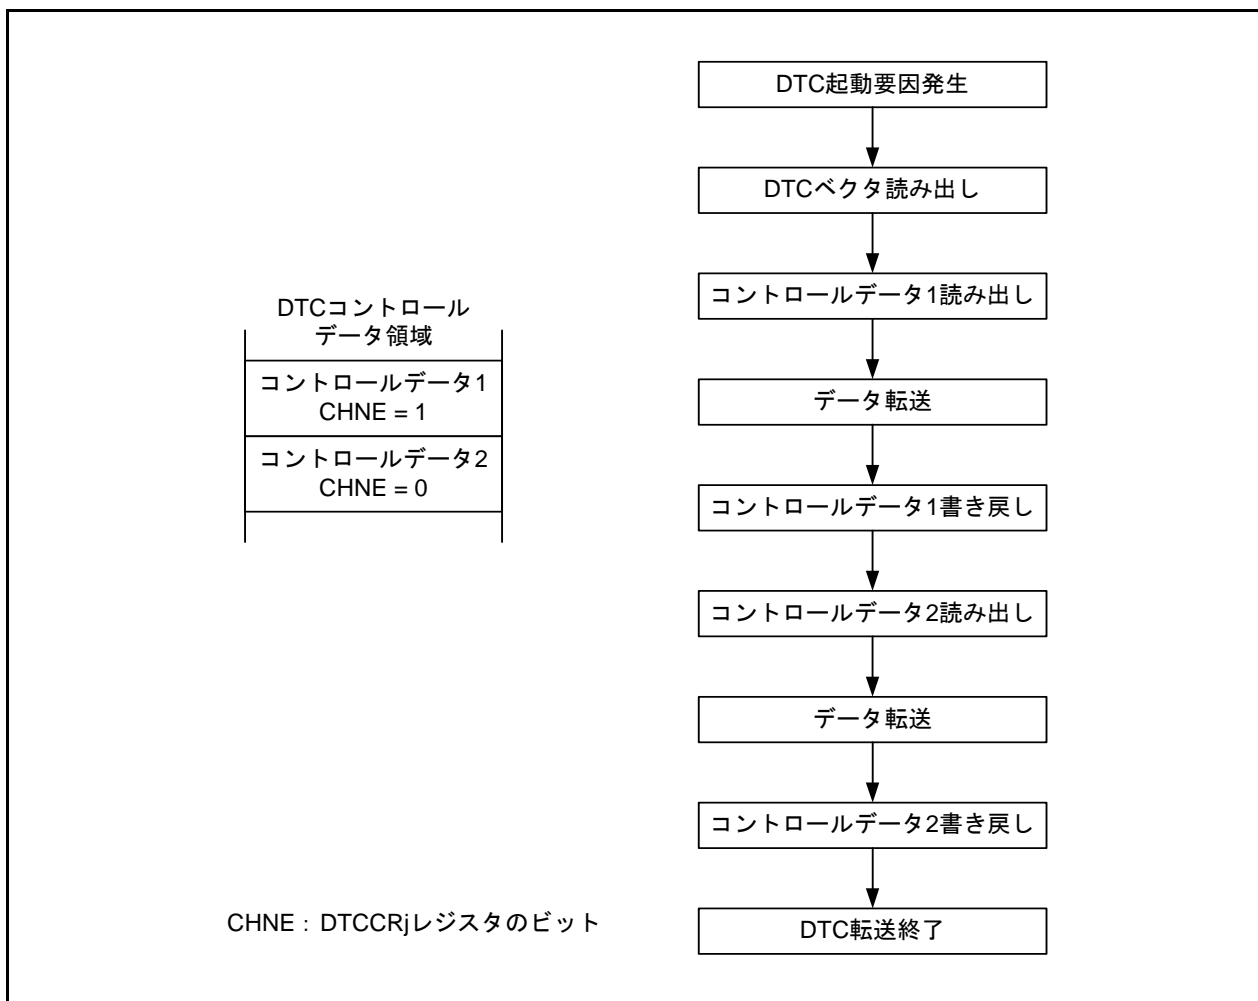 DTCコントロール
データ領域
コントロールデータ1
CHNE = 1
コントロールデータ2
CHNE = 0
CHNE : DTCCRjレジスタのビット
DTC起動要因発生
DTCベクタ読み出し
コントロールデータ1読み出し
データ転送
コントロールデータ1書き戻し
コントロールデータ2読み出し
データ転送
コントロールデータ2書き戻し
DTC転送終了